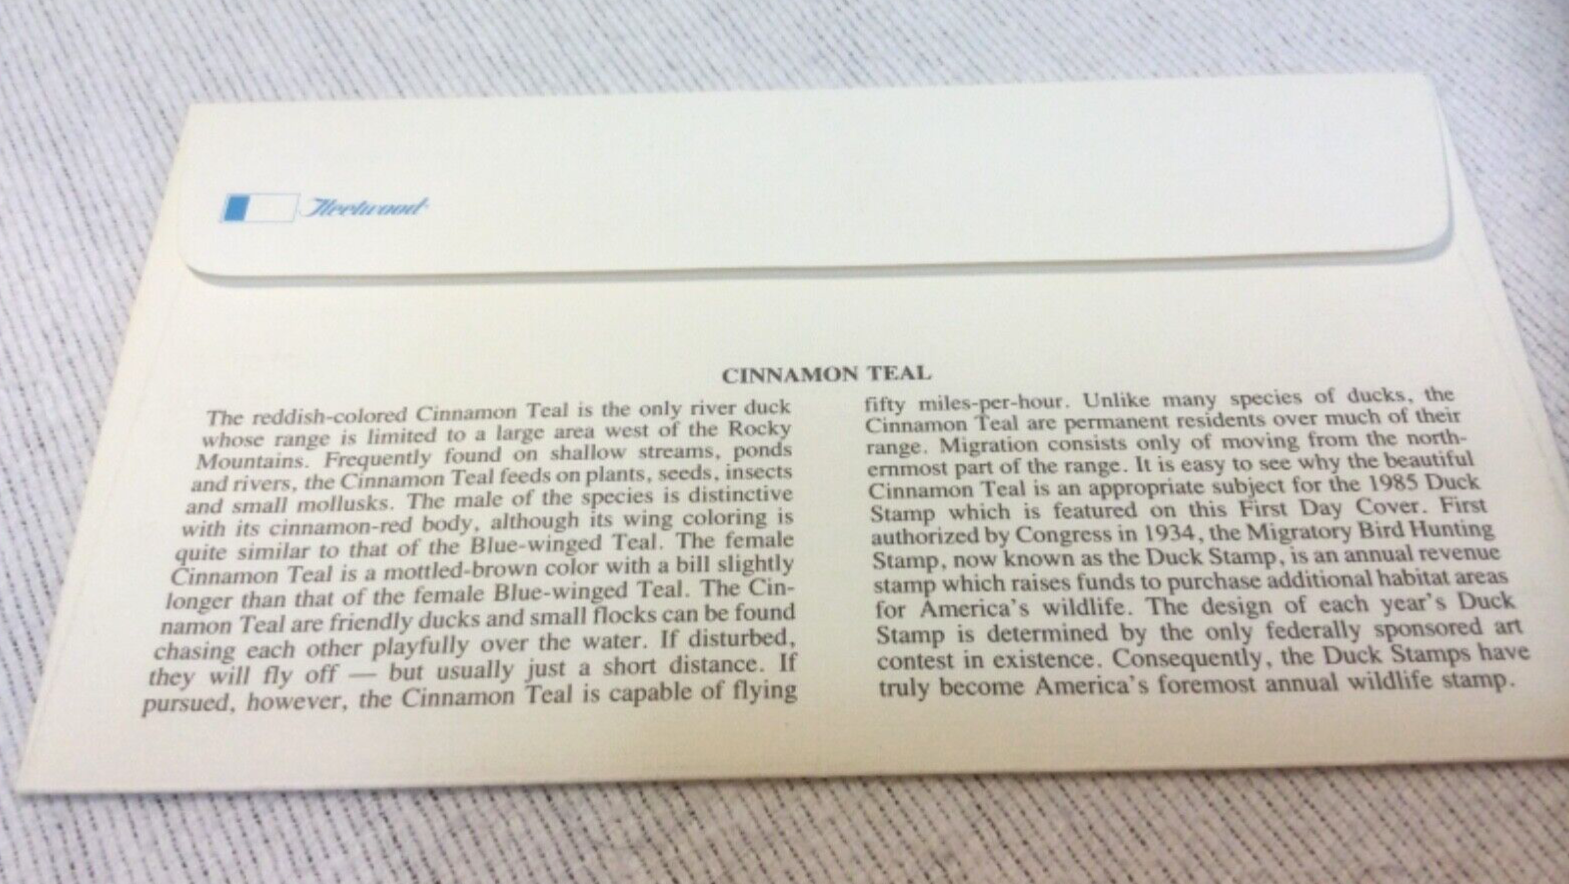 Fleetwood
CINNAMON TEAL
The reddish-colored Cinnamon Teal is the only river duck
whose range is limited to a large area west of the Rocky
Mountains. Frequently found on shallow streams, ponds
and rivers, the Cinnamon Teal feeds on plants, seeds, insects
and small mollusks. The male of the species is distinctive
with its cinnamon-red body, although its wing coloring is
quite similar to that of the Blue-winged Teal. The female
Cinnamon Teal is a mottled-brown color with a bill slightly
longer than that of the female Blue-winged Teal. The Cin-
namon Teal are friendly ducks and small flocks can be found
chasing each other playfully over the water. If disturbed,
they will fly off — but usually just a short distance. If
pursued, however, the Cinnamon Teal is capable of flying
fifty miles-per-hour. Unlike many species of ducks, the
Cinnamon Teal are permanent residents over much of their
range. Migration consists only of moving from the north-
ernmost part of the range. It is easy to see why the beautiful
Cinnamon Teal is an appropriate subject for the 1985 Duck
Stamp which is featured on this First Day Cover. First
authorized by Congress in 1934, the Migratory Bird Hunting
Stamp, now known as the Duck Stamp, is an annual revenue
stamp which raises funds to purchase additional habitat areas
for America's wildlife. The design of each year's Duck
Stamp is determined by the only federally sponsored art
contest in existence. Consequently, the Duck Stamps have
truly become America's foremost annual wildlife stamp.